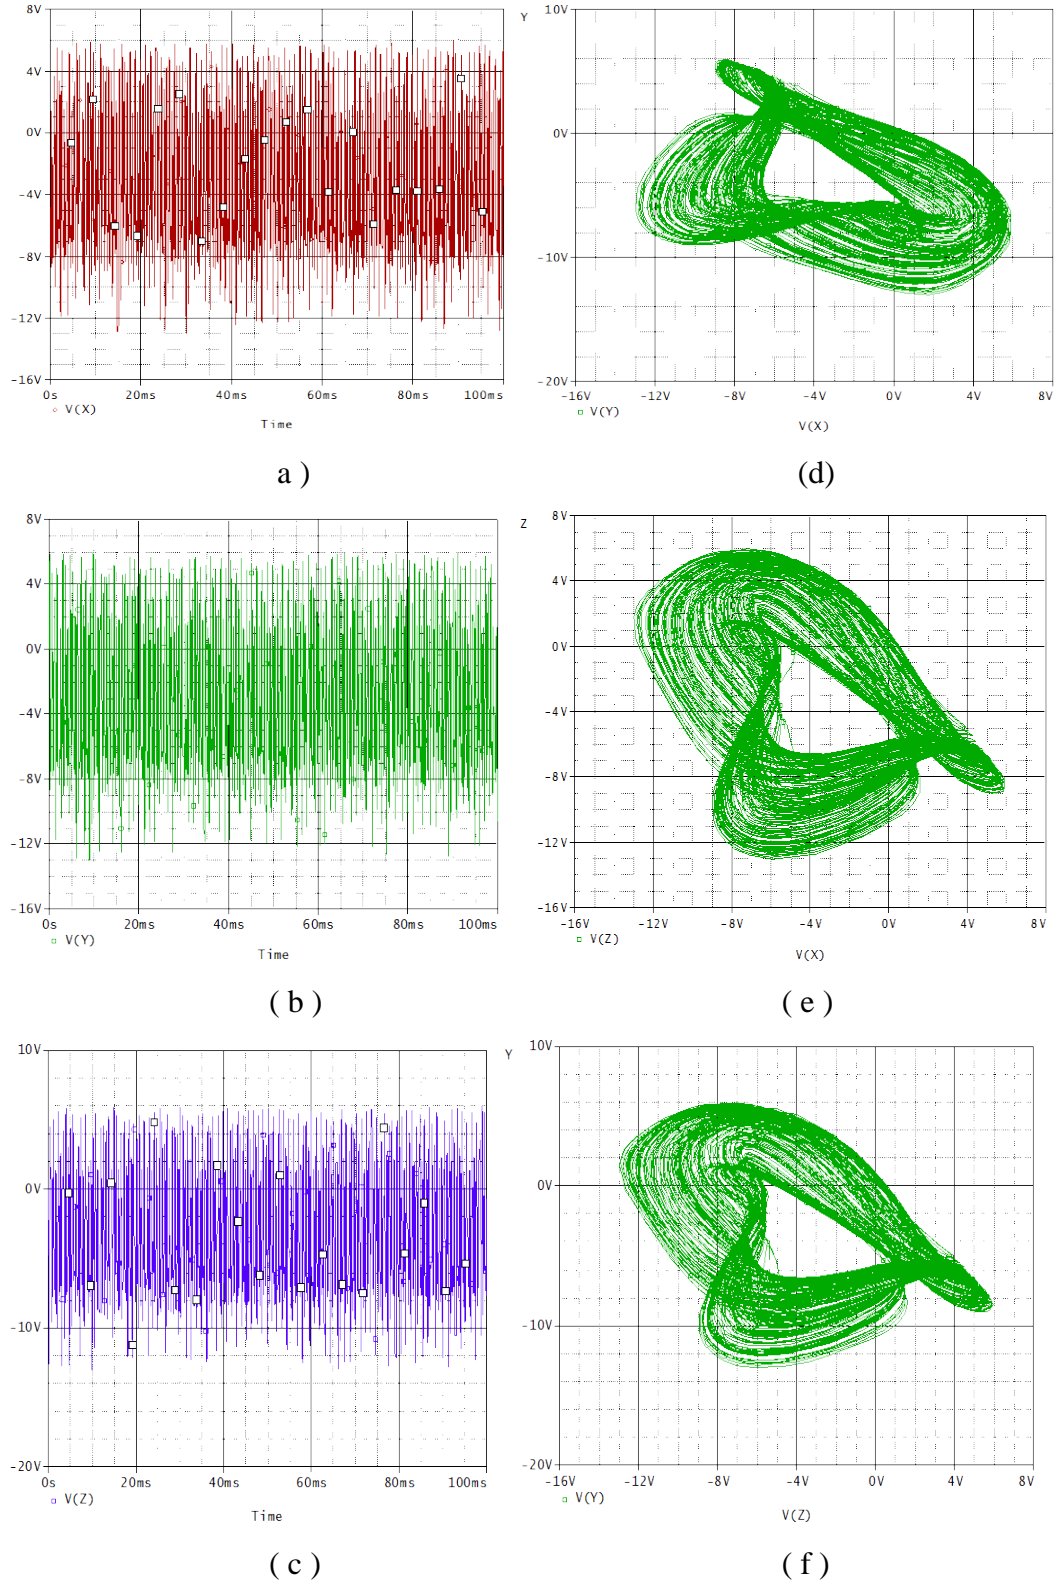 8V
4V
0V
-4V
-8V
-12V
-16V
0s 20ms 40ms 60ms 80ms 100ms
V(X)
Time
a )
Y
10V
0V
-10V
-20V
-16V -12V -8V -4V 0V 4V 8V
V(Y)
V(X)
(d)
8V
4V
0V
-4V
-8V
-12V
-16V
0s 20ms 40ms 60ms 80ms 100ms
V(Y)
Time
( b )
Z
8V
4V
0V
-4V
-8V
-12V
-16V
-16V -12V -8V -4V 0V 4V 8V
V(Z)
V(X)
( e )
10V
0V
-10V
-20V
0s 20ms 40ms 60ms 80ms 100ms
V(Z)
Time
( c )
Y
10V
0V
-10V
-20V
-16V -12V -8V -4V 0V 4V 8V
V(Y)
V(Z)
( f )